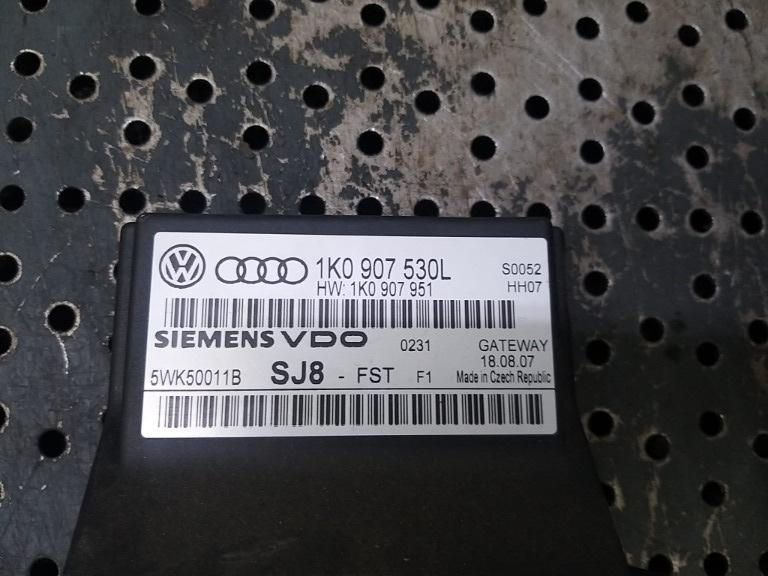 1K0 907 530L S0052
HW: 1K0 907 951 HH07
SIEMENS VDO 0231 GATEWAY
18.08.07
5WK50011B SJ8 - FST F1 Made in Czech Republic